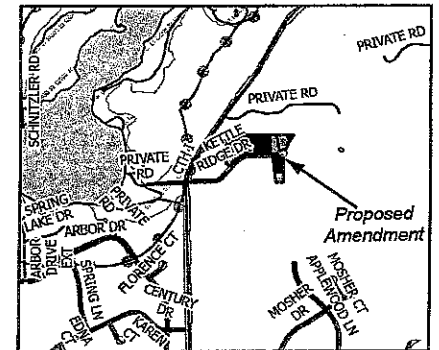 SCHNITZLER RD
PRIVATE RD
PRIVATE RD
CTH I
KETTLE
RIDGE DR
PRIVATE
RD
SPRING
LAKE DR
PRIVATE
RD
ARBOR DR
ARBOR
DRIVE
EXT
SPRING LN
FLORENCE CT
CENTURY
DR
EDNA
CT
CT
KAREN
Proposed
Amendment
MOSHER CT
APPLEWOOD LN
MOSHER
DR